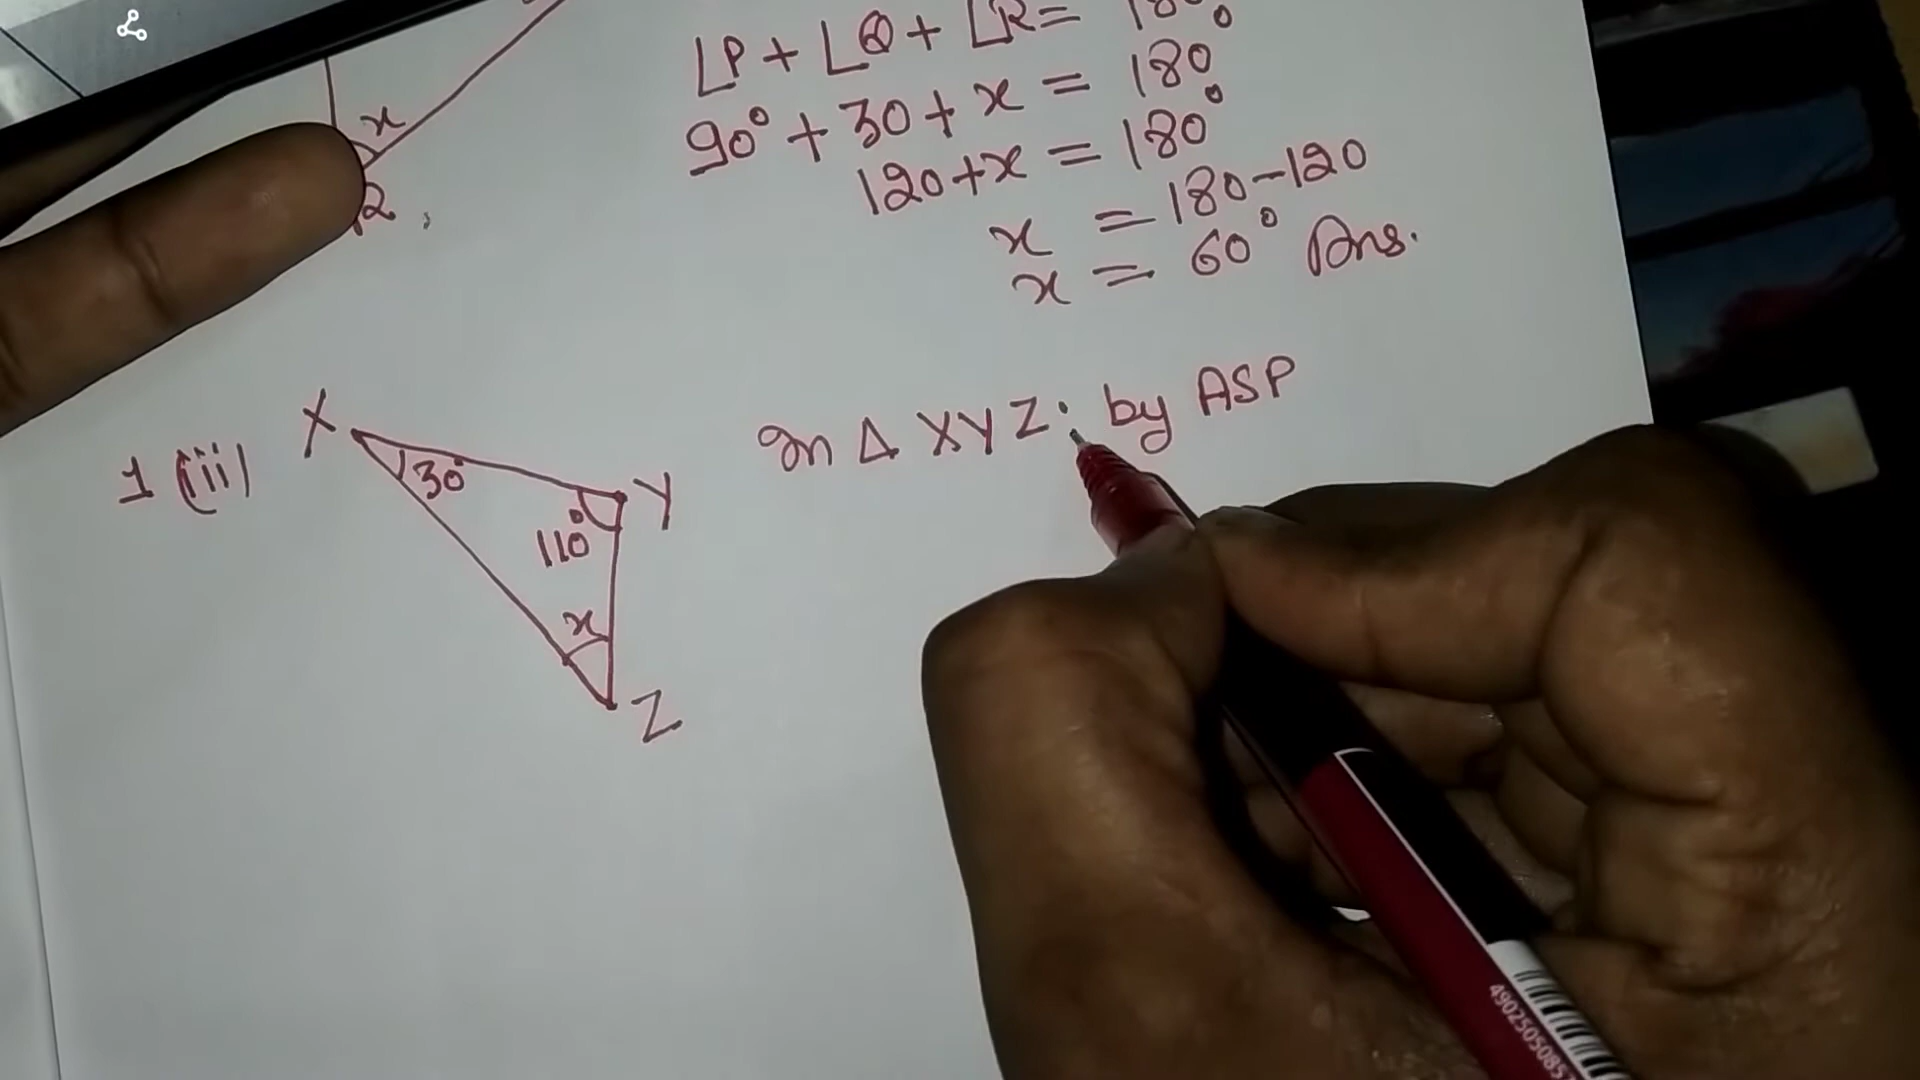 ∟P + ∟Q + ∟R = 180°
90° + 30 + x = 180°
120 + x = 180°
x = 180 - 120
x = 60° Ans.
x
1 (iii)
X
30°
Y
110°
x
Z
In Δ XYZ: by ASP